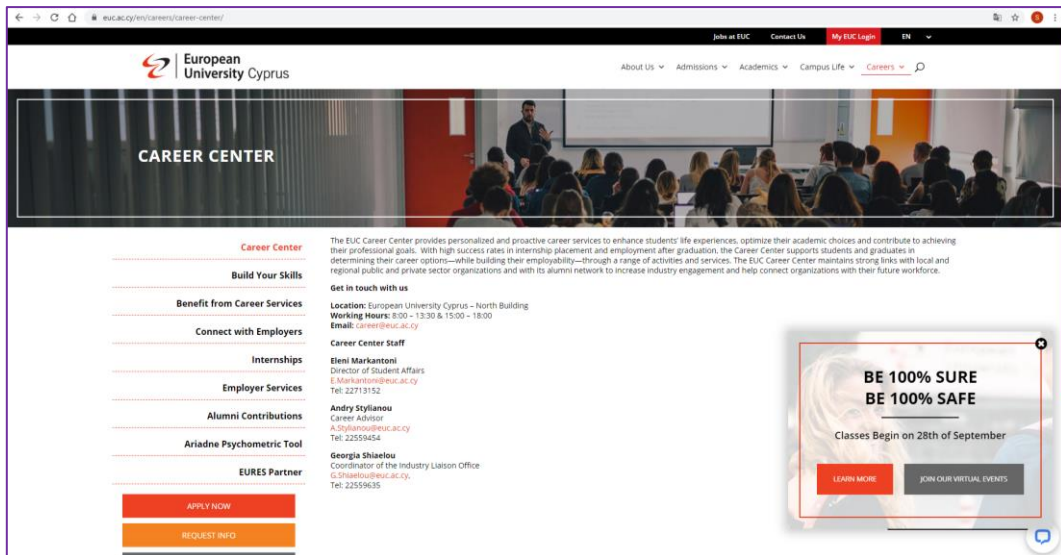 euc.ac.cy/en/careers/career-center/
S
Jobs at EUC Contact Us My EUC Login EN
European
University Cyprus
About Us Admissions Academics Campus Life Careers
CAREER CENTER
Career Center
Build Your Skills
Benefit from Career Services
Connect with Employers
Internships
Employer Services
Alumni Contributions
Ariadne Psychometric Tool
EURES Partner
APPLY NOW
REQUEST INFO
The EUC Career Center provides personalized and proactive career services to enhance students' life experiences, optimize their academic choices and contribute to achieving
their professional goals. With high success rates in internship placement and employment after graduation, the Career Center supports students and graduates in
determining their career options—while building their employability—through a range of activities and services. The EUC Career Center maintains strong links with local and
regional public and private sector organizations and with its alumni network to increase industry engagement and help connect organizations with their future workforce.
Get in touch with us
Location: European University Cyprus – North Building
Working Hours: 8:00 – 13:30 & 15:00 – 18:00
Email: career@euc.ac.cy
Career Center Staff
Eleni Markantoni
Director of Student Affairs
E.Markantoni@euc.ac.cy
Tel: 22713152
Andry Stylianou
Career Advisor
A.Stylianou@euc.ac.cy
Tel: 22559454
Georgia Shiaelou
Coordinator of the Industry Liaison Office
G.Shiaelou@euc.ac.cy,
Tel: 22559635
BE 100% SURE
BE 100% SAFE
Classes Begin on 28th of September
LEARN MORE JOIN OUR VIRTUAL EVENTS